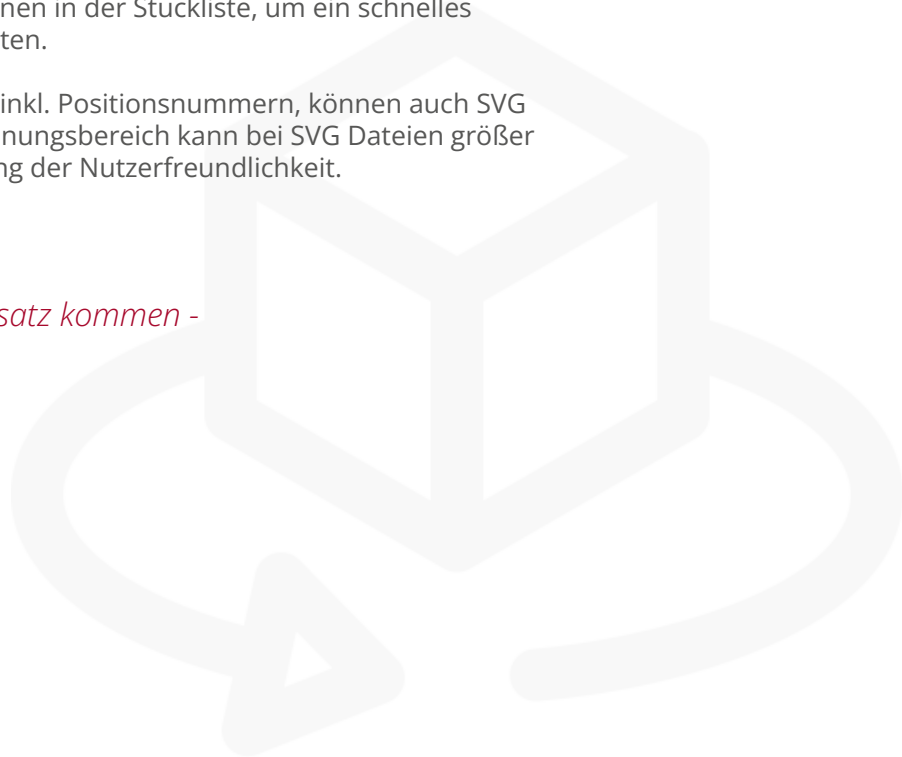 nen in der Stückliste, um ein schnelles
ten.
inkl. Positionsnummern, können auch SVG
nungsbereich kann bei SVG Dateien größer
ng der Nutzerfreundlichkeit.
satz kommen -